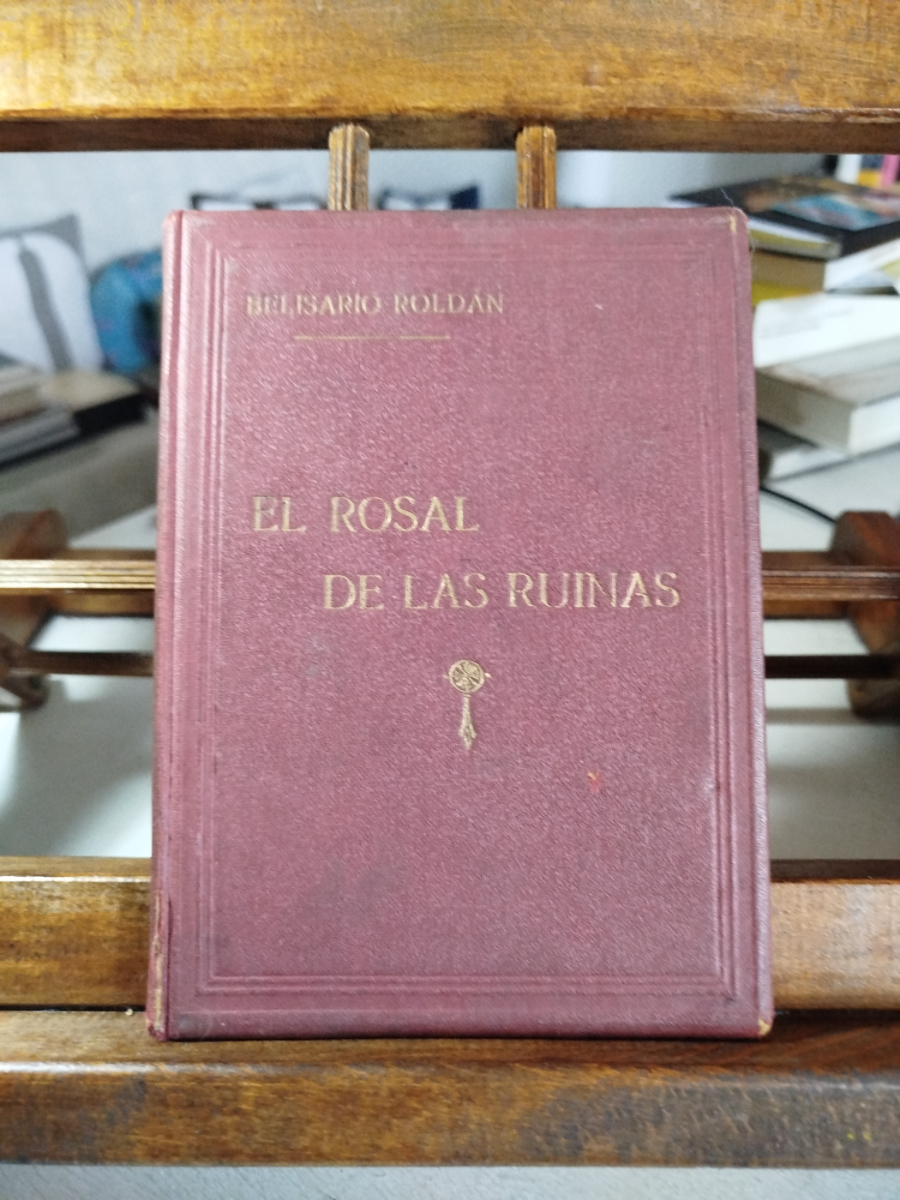 BELISARIO ROLDÁN
EL ROSAL
DE LAS RUINAS